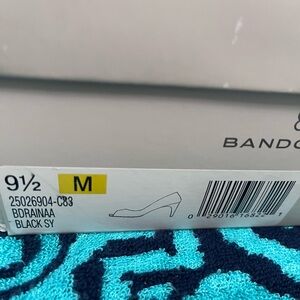 BANDO
9½ M
25026904-C83
BDRAINAA
BLACK SY